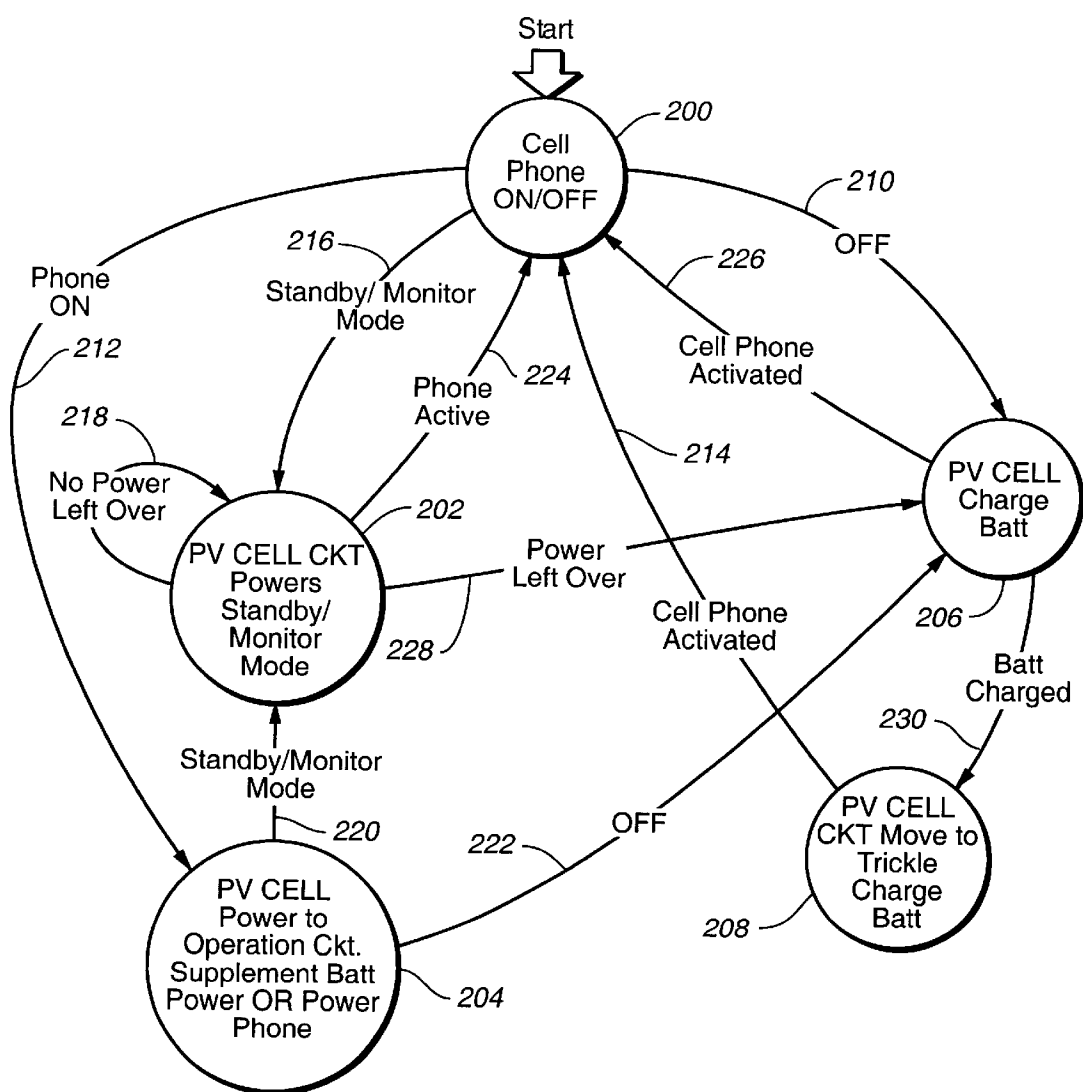 Start
200
Cell
Phone
ON/OFF
210
OFF
216
226
Phone
ON
Standby/ Monitor
Mode
212
Cell Phone
Activated
224
Phone
Active
218
214
No Power
Left Over
202
PV CELL
Charge
Batt
PV CELL CKT
Powers
Standby/
Monitor
Mode
Power
Left Over
228
Cell Phone
Activated
206
Batt
Charged
230
Standby/Monitor
Mode
220
222
OFF
PV CELL
CKT Move to
Trickle
Charge
Batt
208
PV CELL
Power to
Operation Ckt.
Supplement Batt
Power OR Power
Phone
204